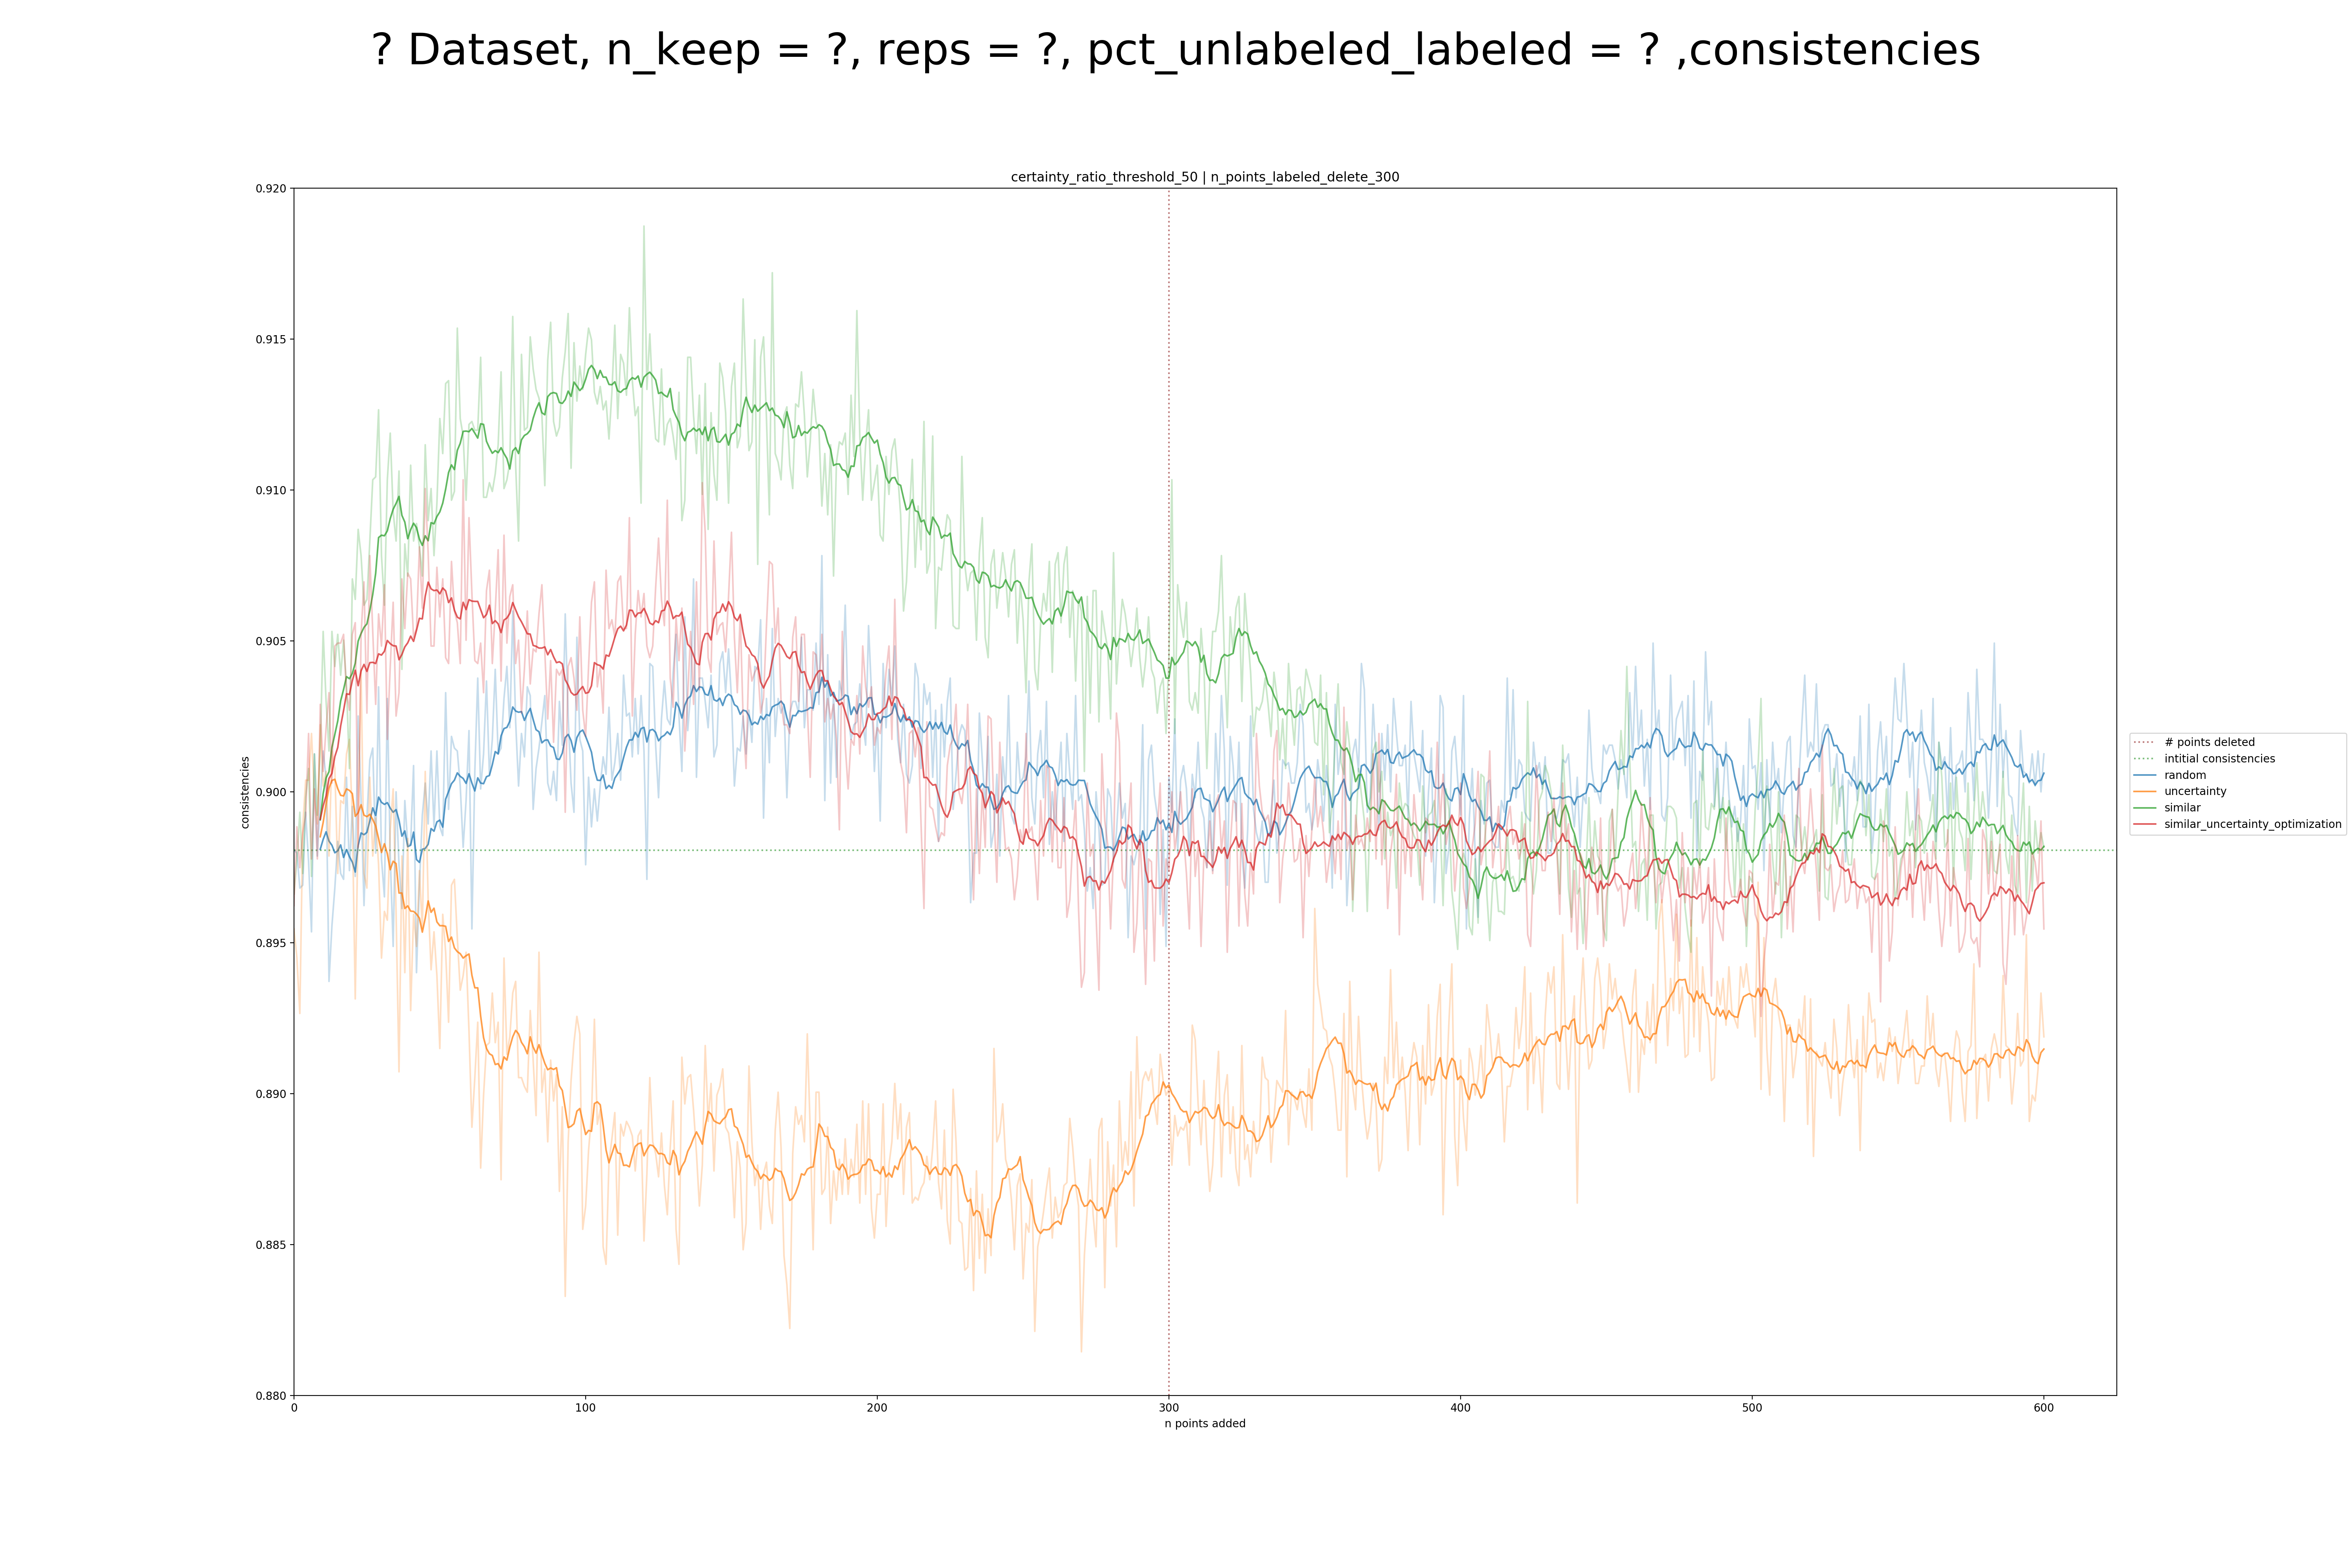 ? Dataset, n_keep = ?, reps = ?, pct_unlabeled_labeled = ? ,consistencies
certainty_ratio_threshold_50 | n_points_labeled_delete_300
0.920
0.915
0.910
0.905
0.900
0.895
0.890
0.885
0.880
consistencies
0 100 200 300 400 500 600
n points added
# points deleted
intitial consistencies
random
uncertainty
similar
similar_uncertainty_optimization